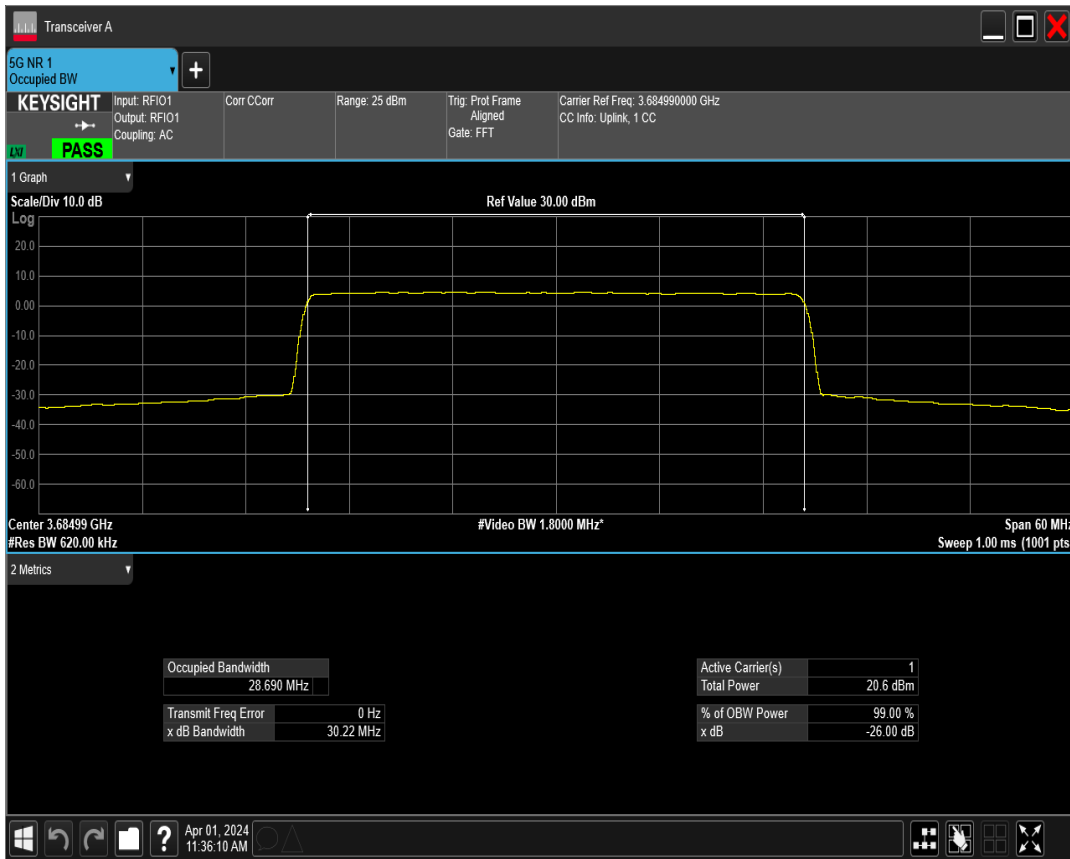 Transceiver A
5G NR 1
Occupied BW
+
KEYSIGHT
LXI
PASS
Input: RFIO1
Output: RFIO1
Coupling: AC
Corr CCorr
Range: 25 dBm
Trig: Prot Frame
Aligned
Gate: FFT
Carrier Ref Freq: 3.684990000 GHz
CC Info: Uplink, 1 CC
1 Graph
Scale/Div 10.0 dB
Ref Value 30.00 dBm
Log
20.0
10.0
0.00
-10.0
-20.0
-30.0
-40.0
-50.0
-60.0
Center 3.68499 GHz
#Video BW 1.8000 MHz*
Span 60 MHz
#Res BW 620.00 kHz
Sweep 1.00 ms (1001 pts
2 Metrics
Occupied Bandwidth
28.690 MHz
Transmit Freq Error 0 Hz
x dB Bandwidth 30.22 MHz
Active Carrier(s) 1
Total Power 20.6 dBm
% of OBW Power 99.00 %
x dB -26.00 dB
?
Apr 01, 2024
11:36:10 AM